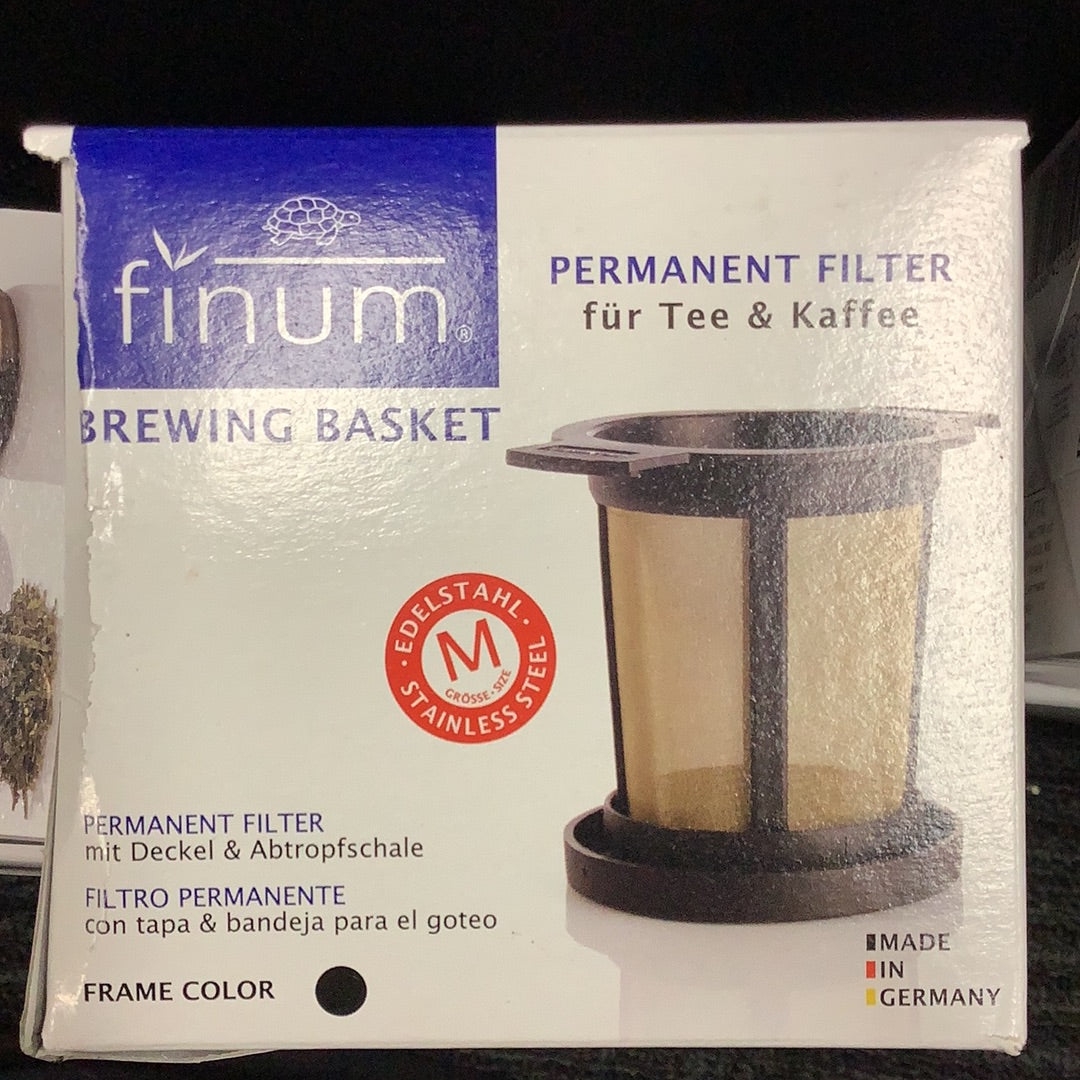 finum®
BREWING BASKET
PERMANENT FILTER
für Tee & Kaffee
EDELSTAHL
M
GRÖSSE · SIZE
STAINLESS STEEL
PERMANENT FILTER
mit Deckel & Abtropfschale
FILTRO PERMANENTE
con tapa & bandeja para el goteo
FRAME COLOR
MADE
IN
GERMANY